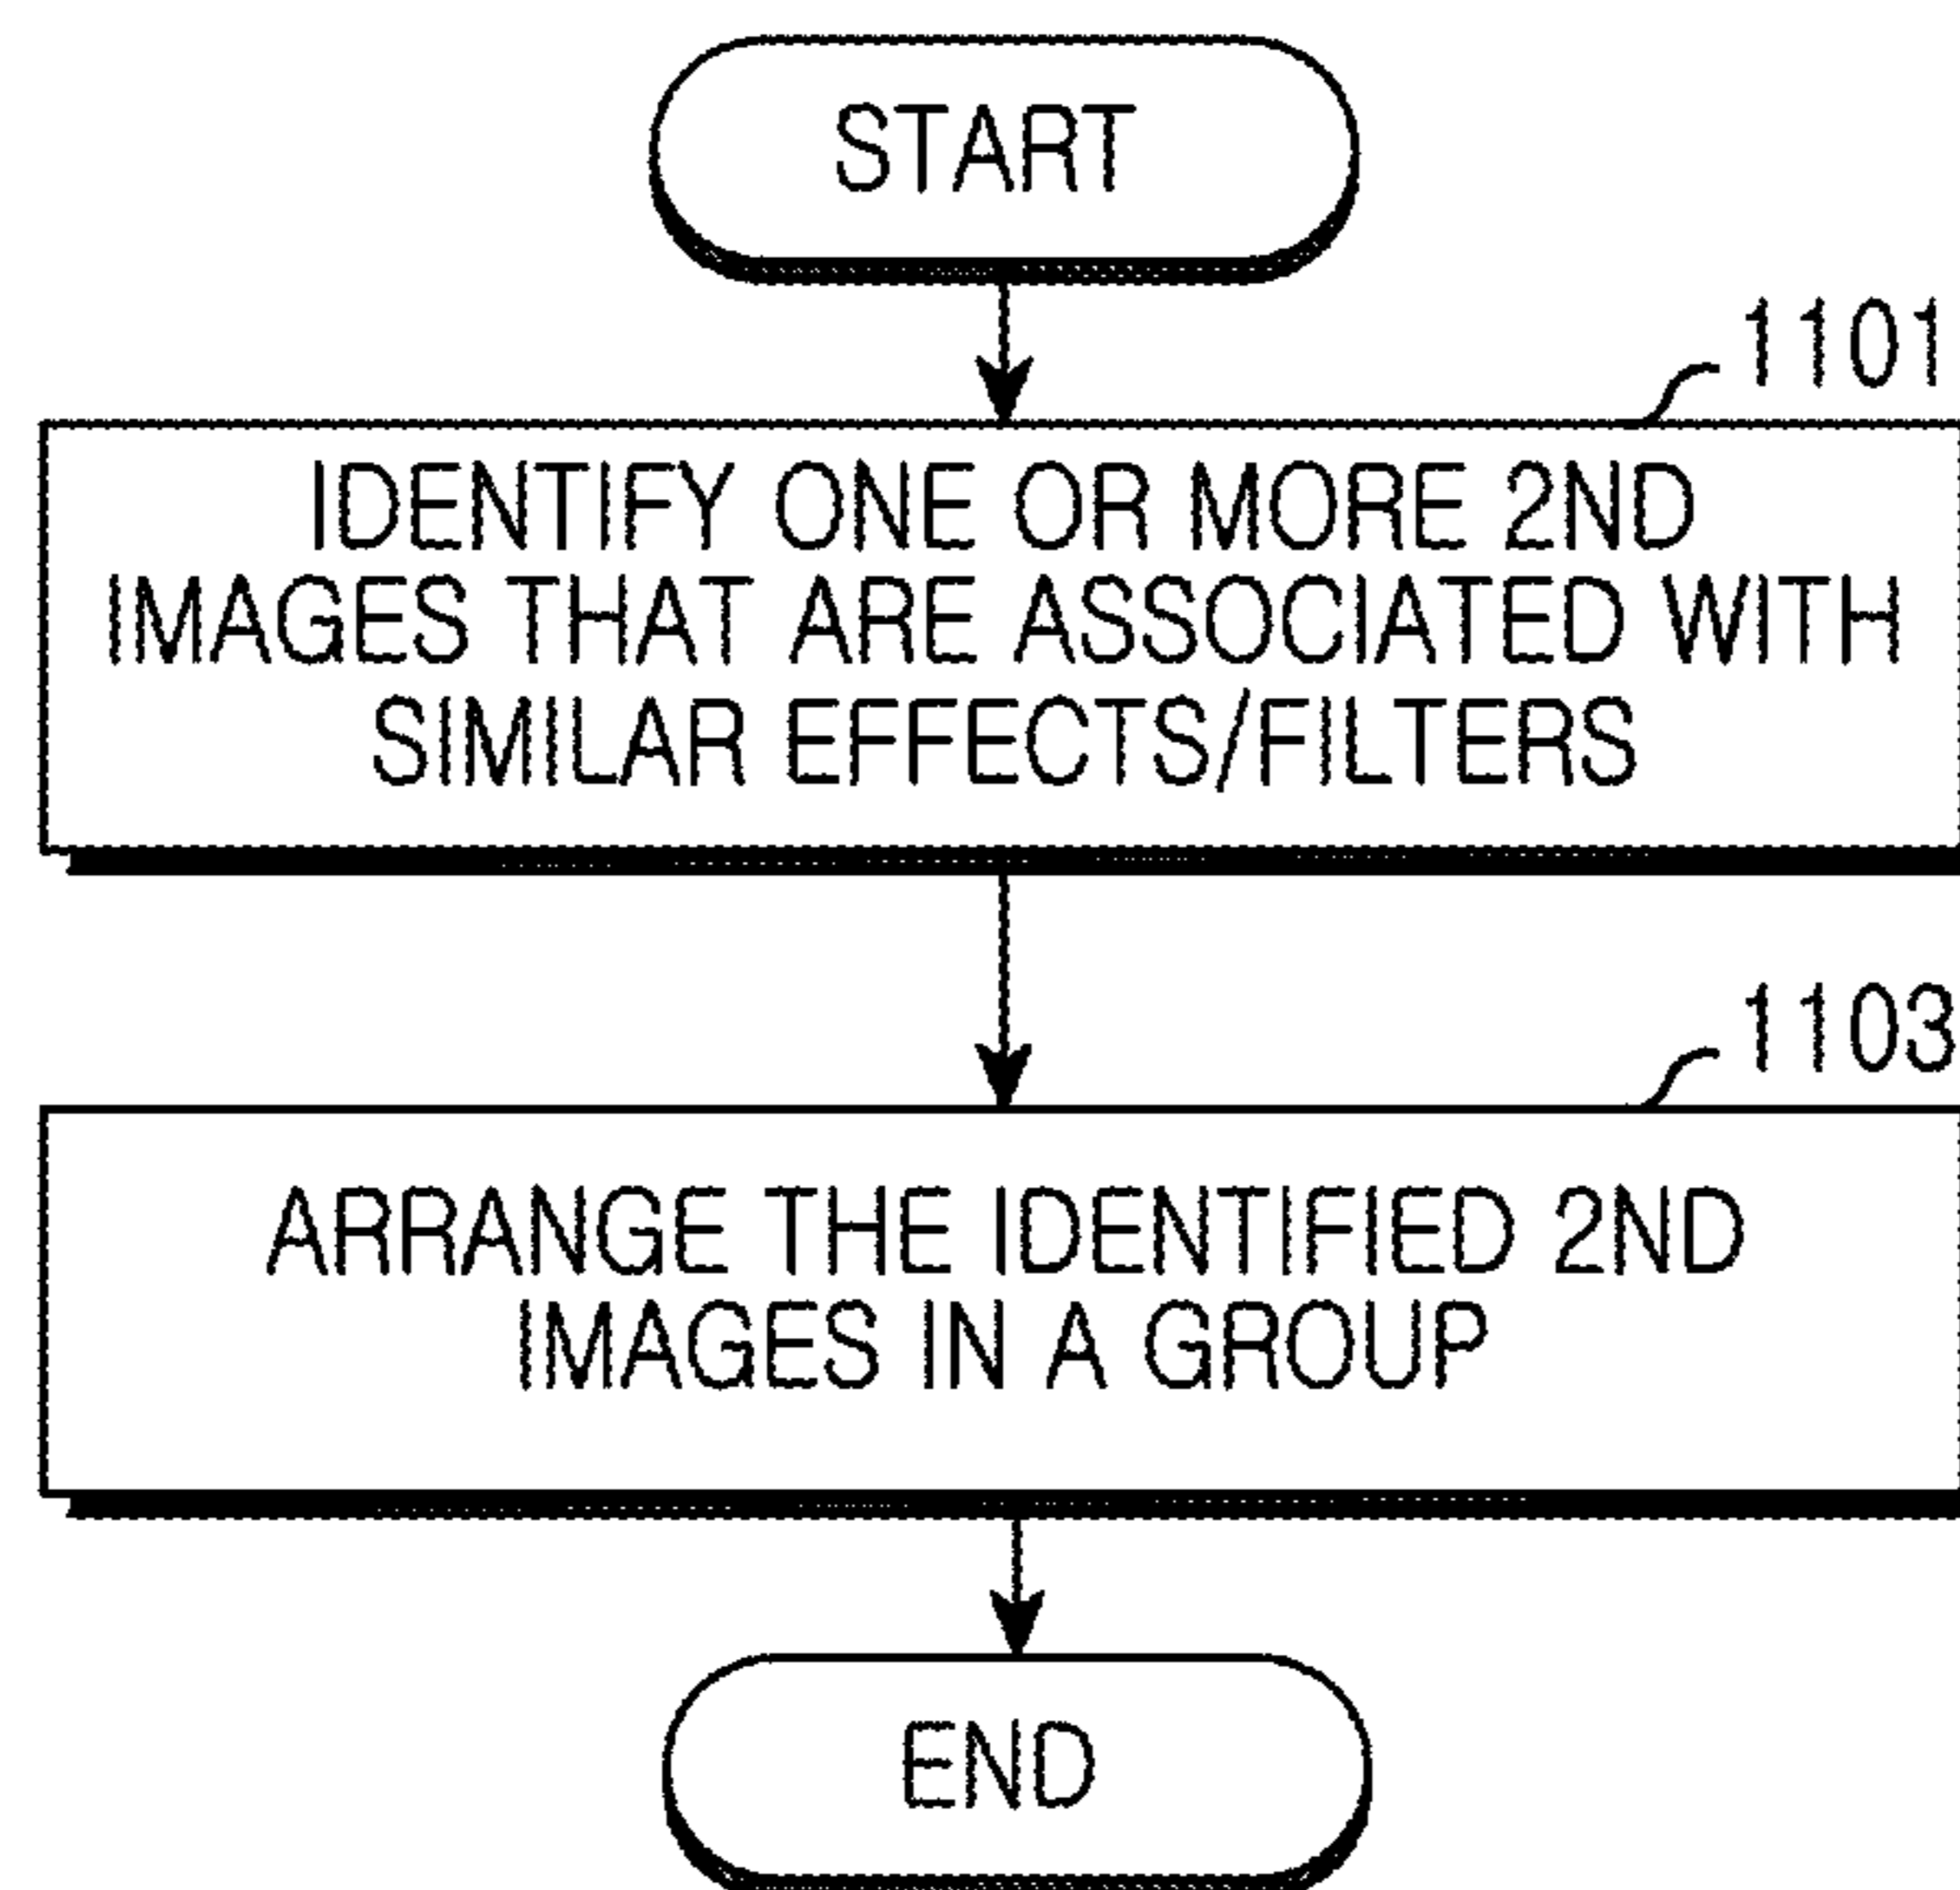 START
1101
IDENTIFY ONE OR MORE 2ND
IMAGES THAT ARE ASSOCIATED WITH
SIMILAR EFFECTS/FILTERS
1103
ARRANGE THE IDENTIFIED 2ND
IMAGES IN A GROUP
END